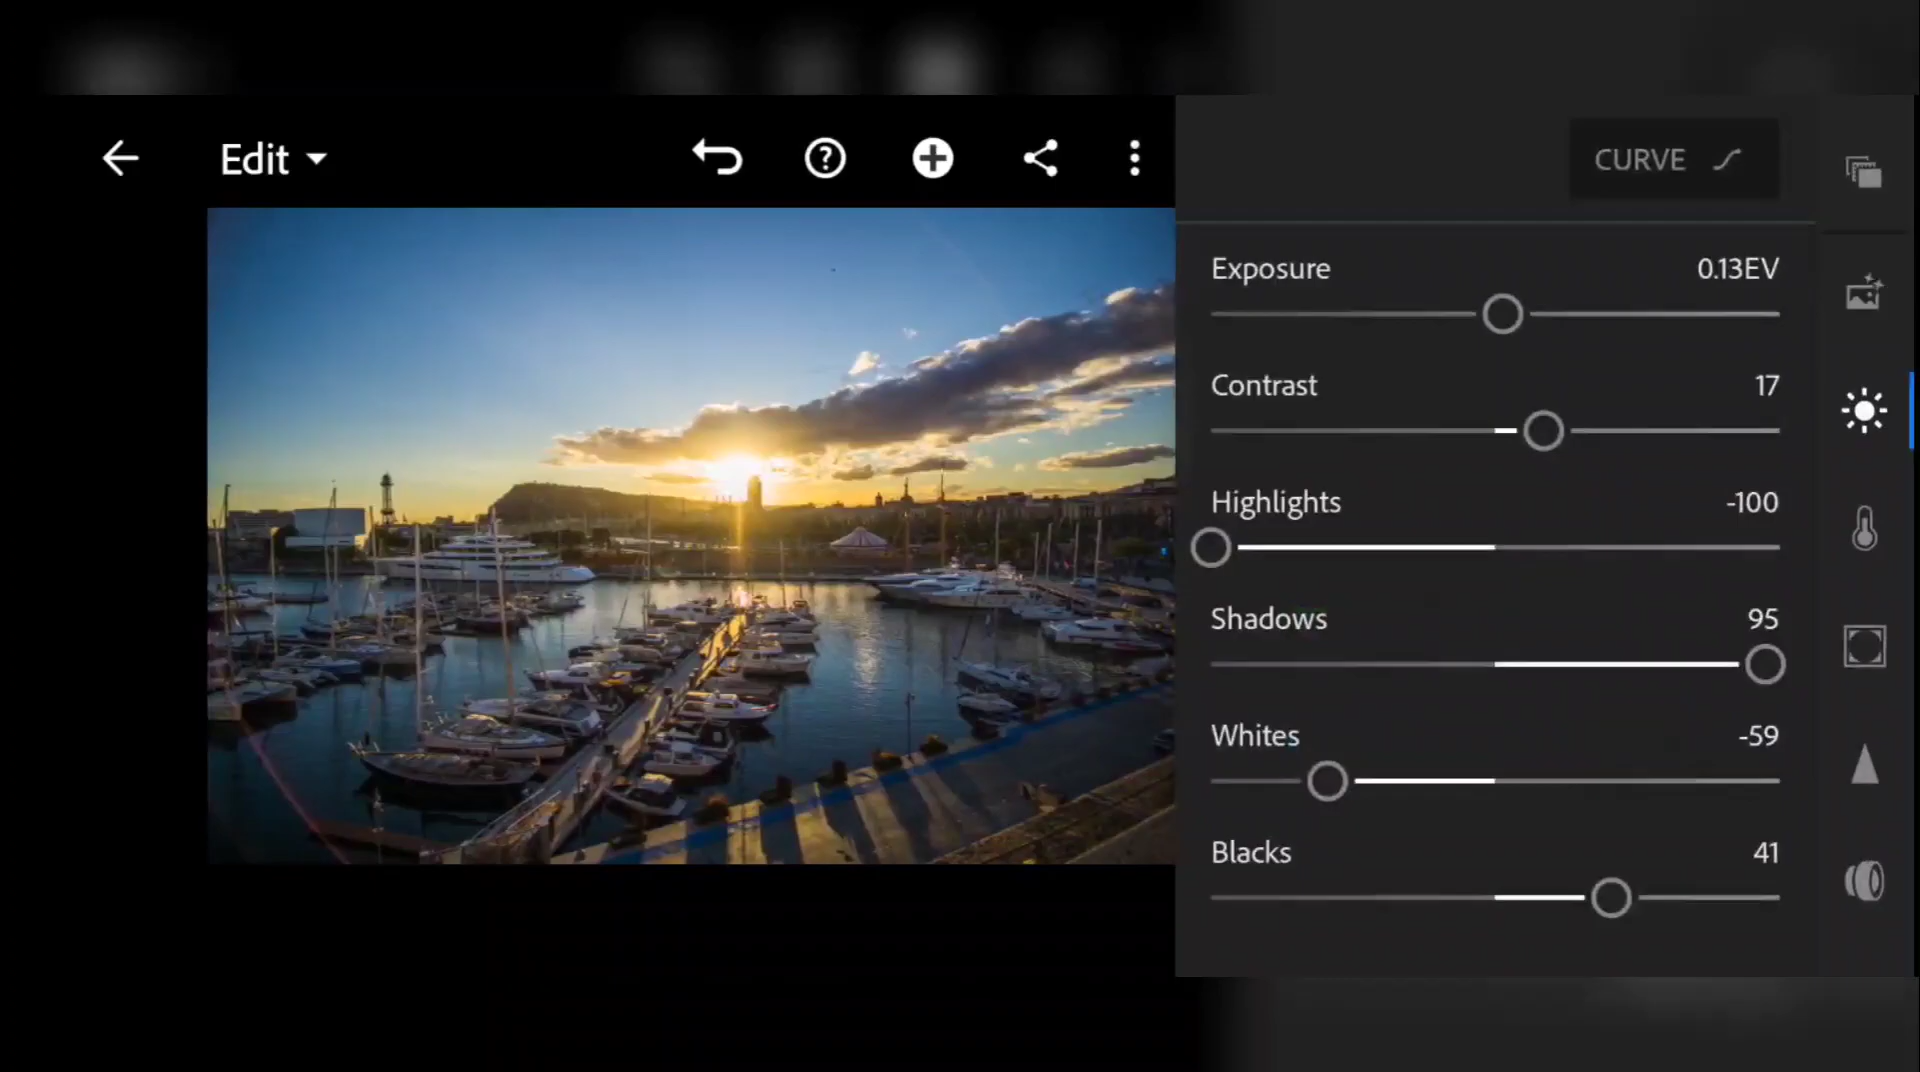 Edit
CURVE
Exposure 0.13EV
Contrast 17
Highlights -100
Shadows 95
Whites -59
Blacks 41